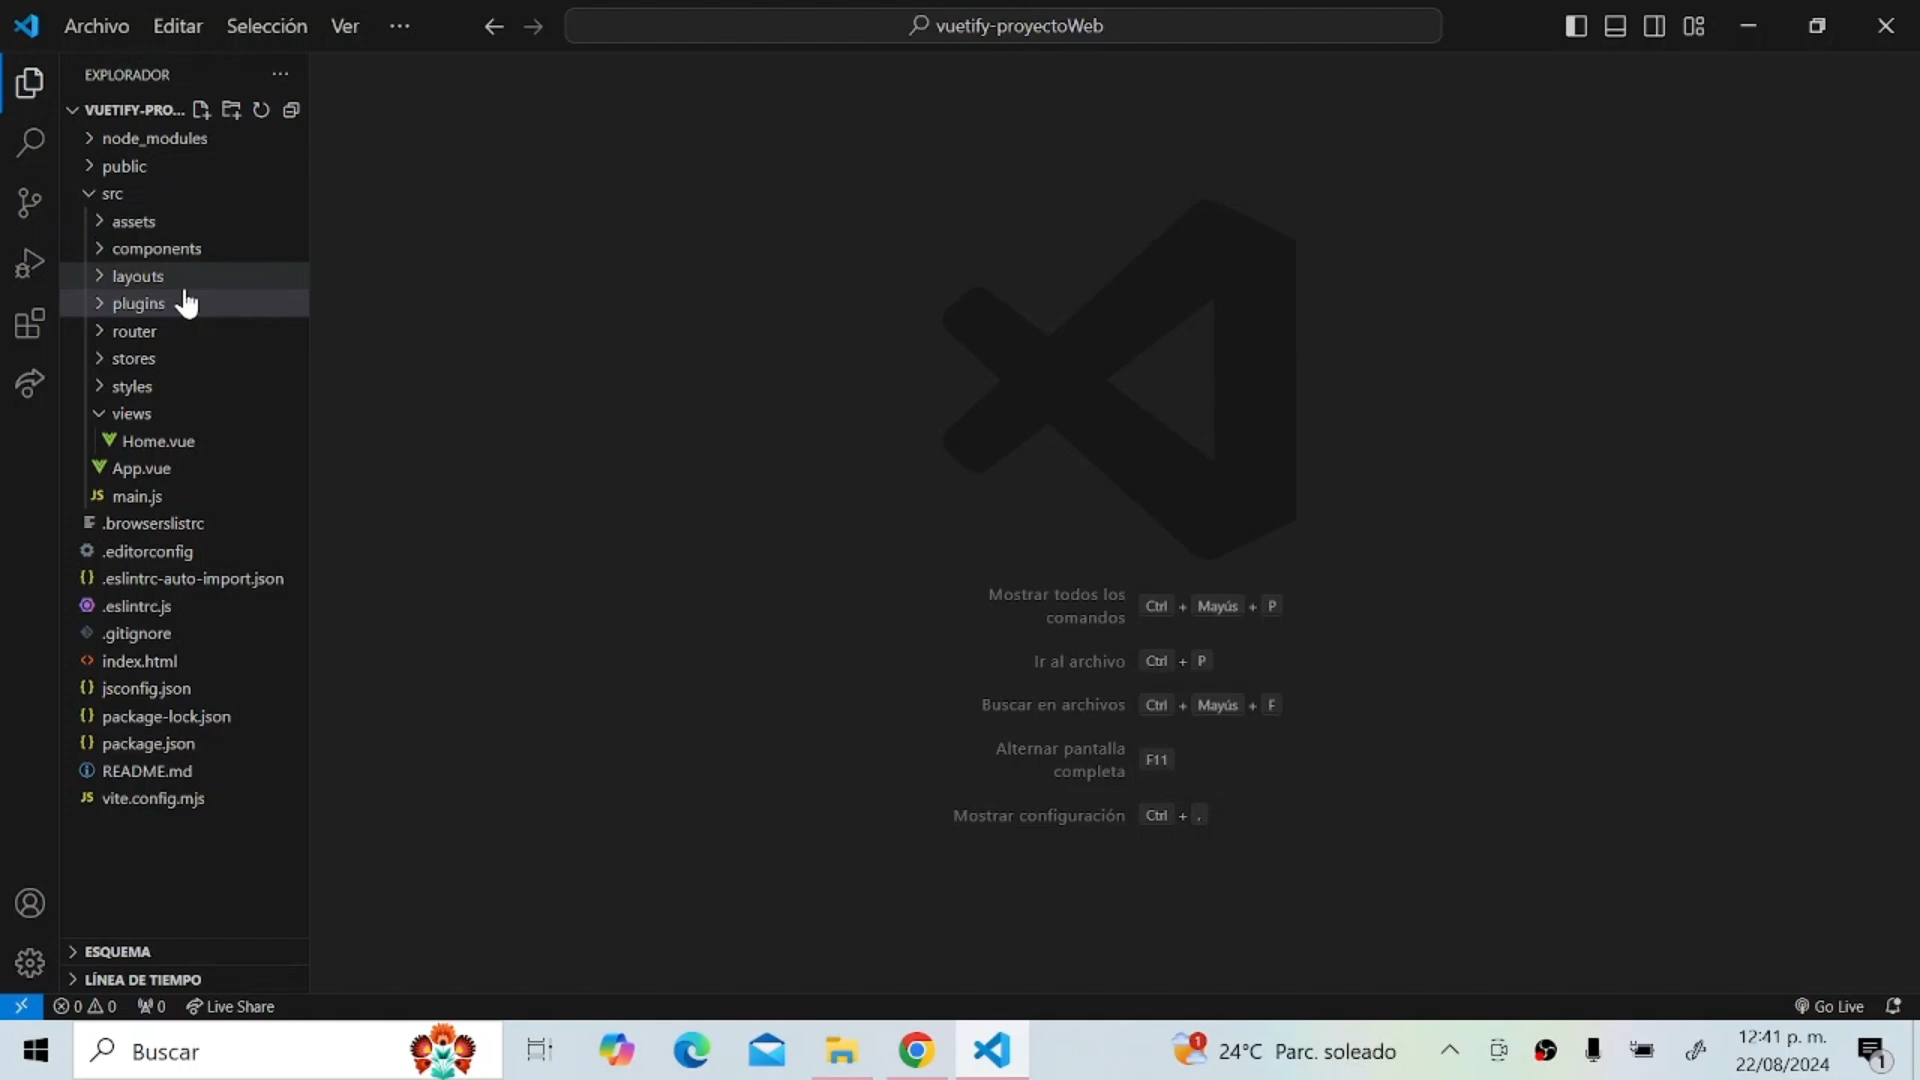 Archivo Editar Selección Ver ...
vuetify-proyectoWeb
EXPLORADOR
VUETIFY-PRO...
node_modules
public
src
assets
components
layouts
plugins
router
stores
styles
views
Home.vue
App.vue
JS main.js
.browserslistrc
.editorconfig
{} .eslintrc-auto-import.json
.eslintrc.js
.gitignore
<> index.html
{} jsconfig.json
{} package-lock.json
{} package.json
README.md
JS vite.config.mjs
ESQUEMA
LÍNEA DE TIEMPO
Mostrar todos los comandos Ctrl + Mayús + P
Ir al archivo Ctrl + P
Buscar en archivos Ctrl + Mayús + F
Alternar pantalla completa F11
Mostrar configuración Ctrl + ,
0 0 0 Live Share
Go Live
Buscar
1
24°C Parc. soleado
12:41 p. m.
22/08/2024
1